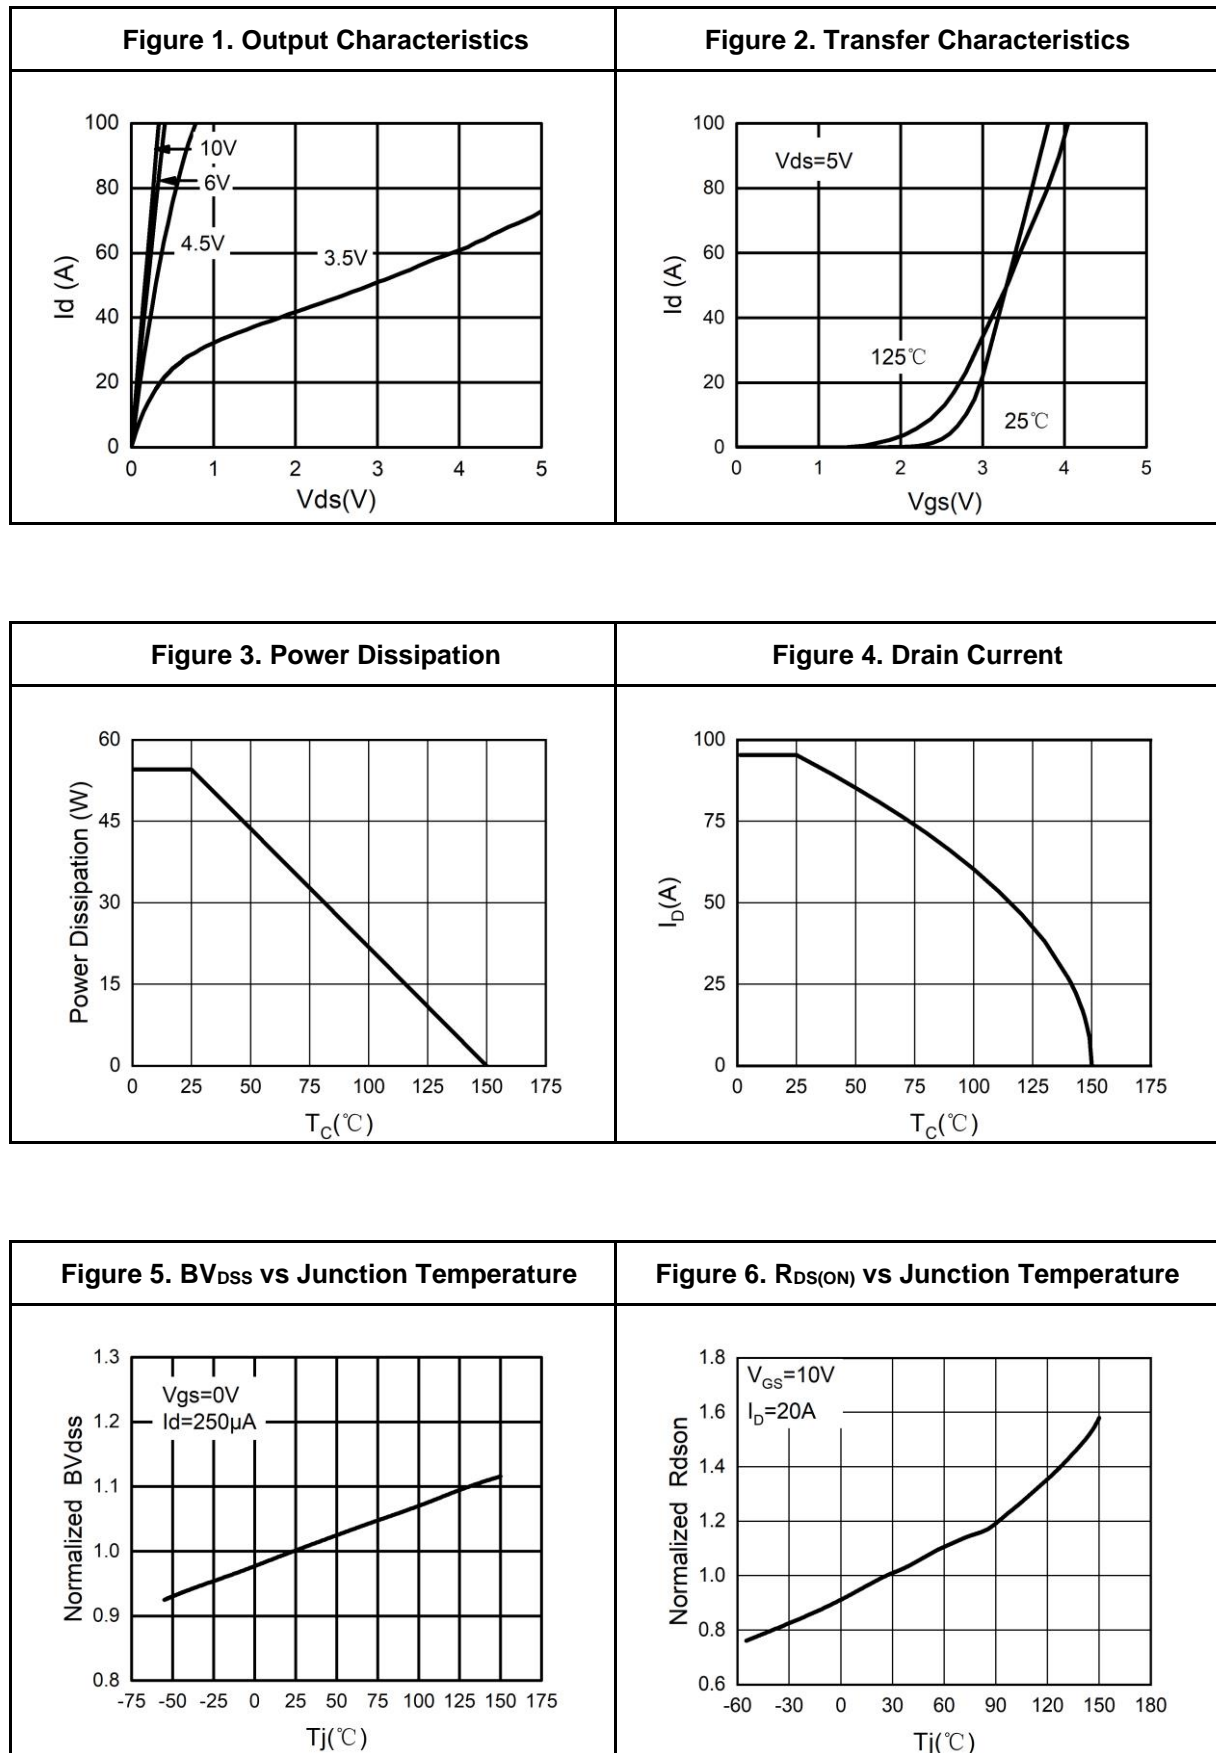 Figure 1. Output Characteristics
Figure 2. Transfer Characteristics
100
80
60
40
20
0
Id (A)
10V
6V
4.5V
3.5V
0 1 2 3 4 5
Vds(V)
100
80
60
40
20
0
Id (A)
Vds=5V
125℃
25℃
0 1 2 3 4 5
Vgs(V)
Figure 3. Power Dissipation
Figure 4. Drain Current
60
45
30
15
0
Power Dissipation (W)
0 25 50 75 100 125 150 175
TC(℃)
100
75
50
25
0
ID(A)
0 25 50 75 100 125 150 175
TC(℃)
Figure 5. BVDSS vs Junction Temperature
Figure 6. RDS(ON) vs Junction Temperature
1.3
1.2
1.1
1.0
0.9
0.8
Normalized BVdss
Vgs=0V
Id=250μA
-75 -50 -25 0 25 50 75 100 125 150 175
Tj(℃)
1.8
1.6
1.4
1.2
1.0
0.8
0.6
Normalized Rdson
VGS=10V
ID=20A
-60 -30 0 30 60 90 120 150 180
Tj(℃)